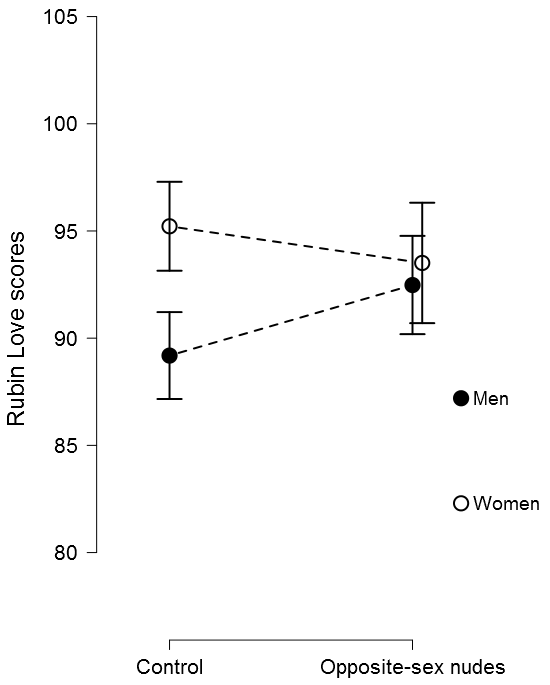 105
100
95
90
85
80
Rubin Love scores
Men
Women
Control
Opposite-sex nudes